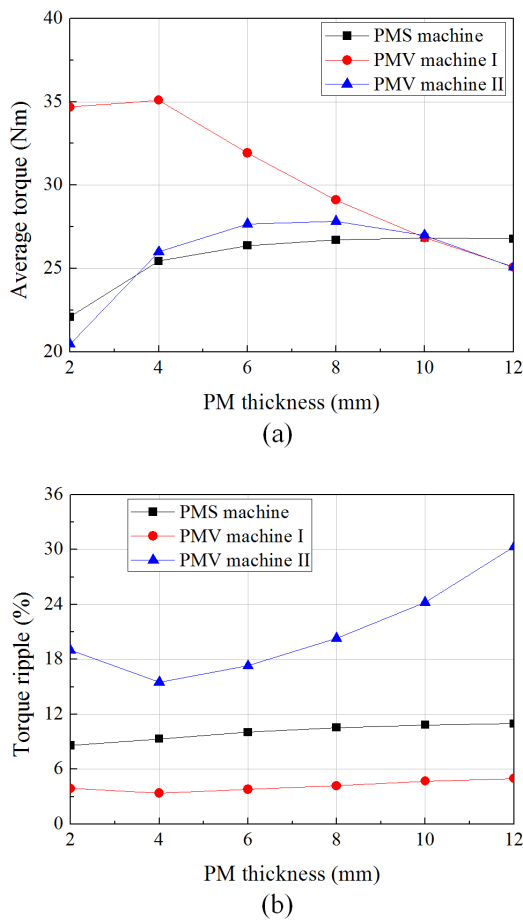 40
35
30
25
20
Average torque (Nm)
PMS machine
PMV machine I
PMV machine II
2 4 6 8 10 12
PM thickness (mm)
(a)
36
30
24
18
12
6
0
Torque ripple (%)
PMS machine
PMV machine I
PMV machine II
2 4 6 8 10 12
PM thickness (mm)
(b)